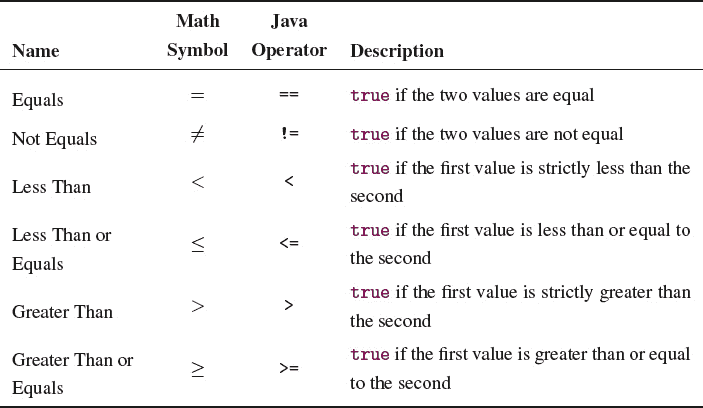 Math Java
Name Symbol Operator Description
Equals = == true if the two values are equal
Not Equals ≠ != true if the two values are not equal
Less Than < < true if the first value is strictly less than the
second
Less Than or
Equals ≤ <= true if the first value is less than or equal to
the second
Greater Than > > true if the first value is strictly greater than
the second
Greater Than or
Equals ≥ >= true if the first value is greater than or equal
to the second